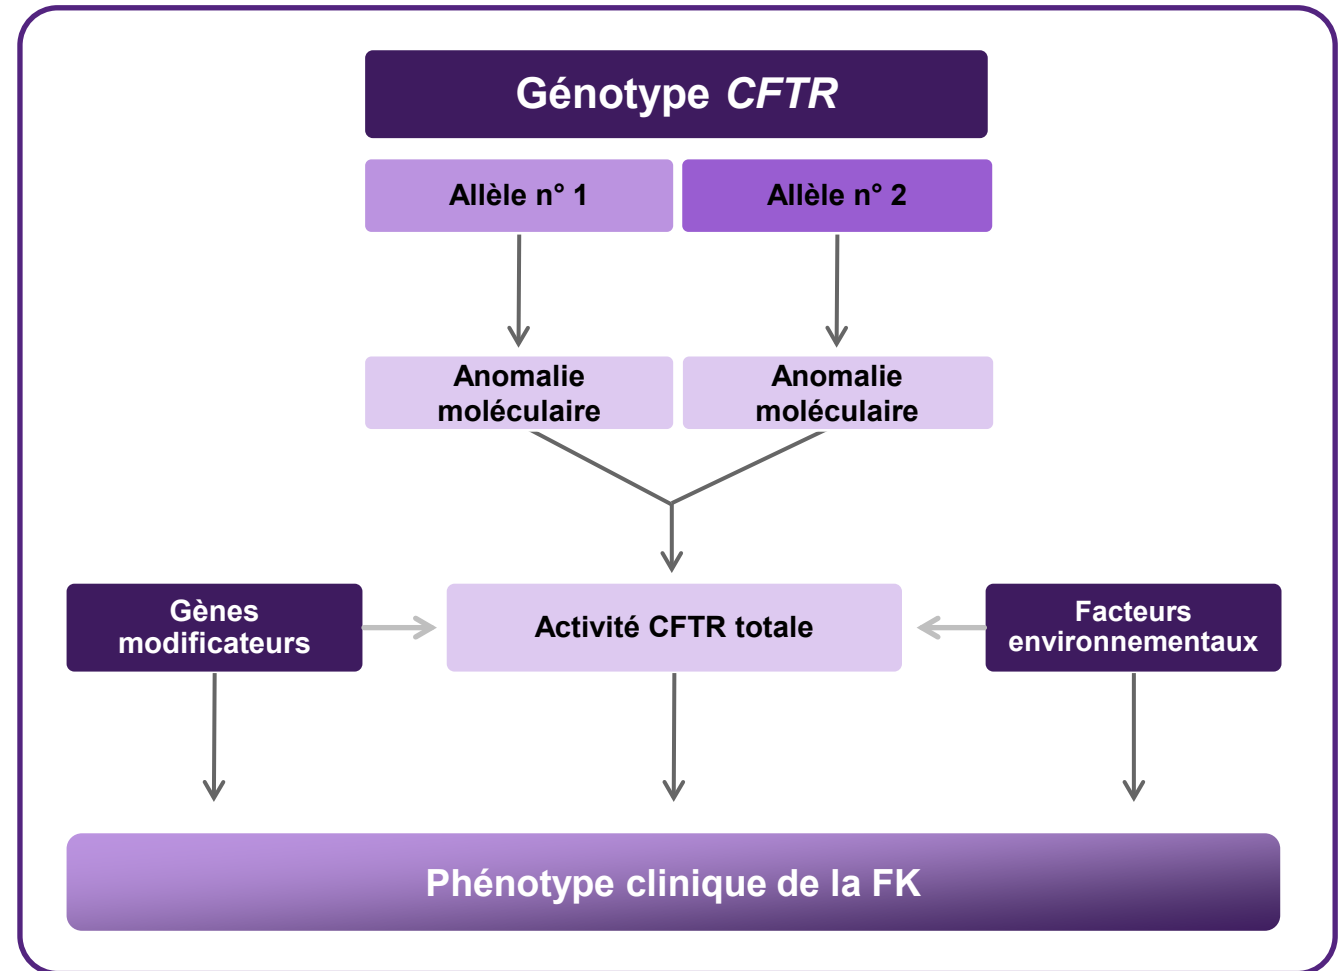 Génotype CFTR
Allèle n° 1
Allèle n° 2
Anomalie
moléculaire
Anomalie
moléculaire
Gènes
modificateurs
Activité CFTR totale
Facteurs
environnementaux
Phénotype clinique de la FK